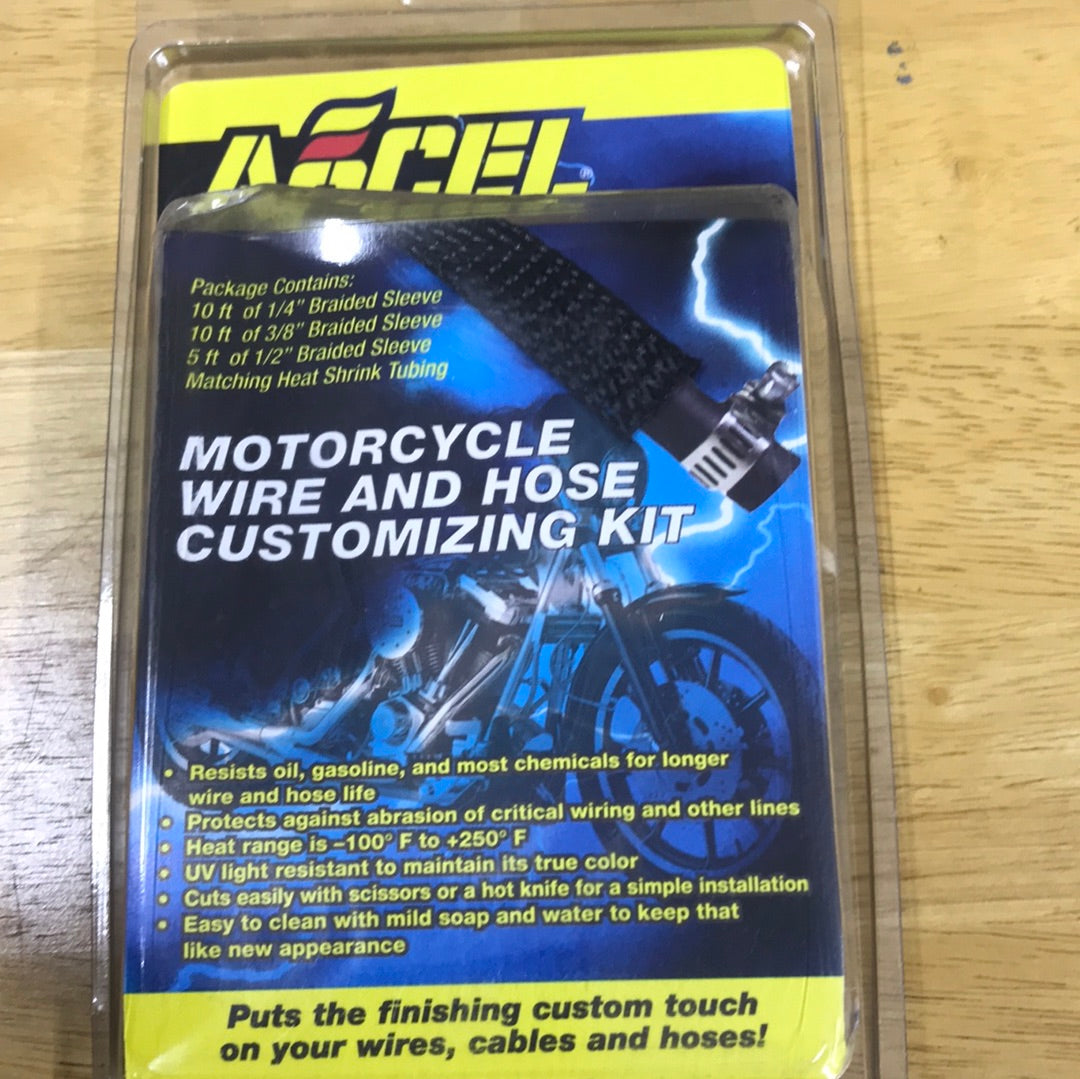 ACCEL®
Package Contains:
10 ft of 1/4" Braided Sleeve
10 ft of 3/8" Braided Sleeve
5 ft of 1/2" Braided Sleeve
Matching Heat Shrink Tubing
MOTORCYCLE
WIRE AND HOSE
CUSTOMIZING KIT
• Resists oil, gasoline, and most chemicals for longer
wire and hose life
• Protects against abrasion of critical wiring and other lines
• Heat range is –100° F to +250° F
• UV light resistant to maintain its true color
• Cuts easily with scissors or a hot knife for a simple installation
• Easy to clean with mild soap and water to keep that
like new appearance
Puts the finishing custom touch
on your wires, cables and hoses!